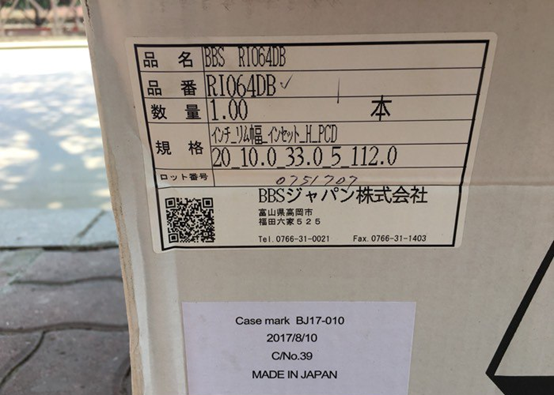 品名 BBS RI064DB
品番 RI064DB
数量 1.00 本
規格 インチ_リム幅_インセット_H_PCD
20_10.0_33.0 5_112.0
ロット番号 0751707
BBSジャパン株式会社
富山県高岡市
福田六家525
Tel.0766-31-0021 Fax.0766-31-1403
Case mark BJ17-010
2017/8/10
C/No.39
MADE IN JAPAN